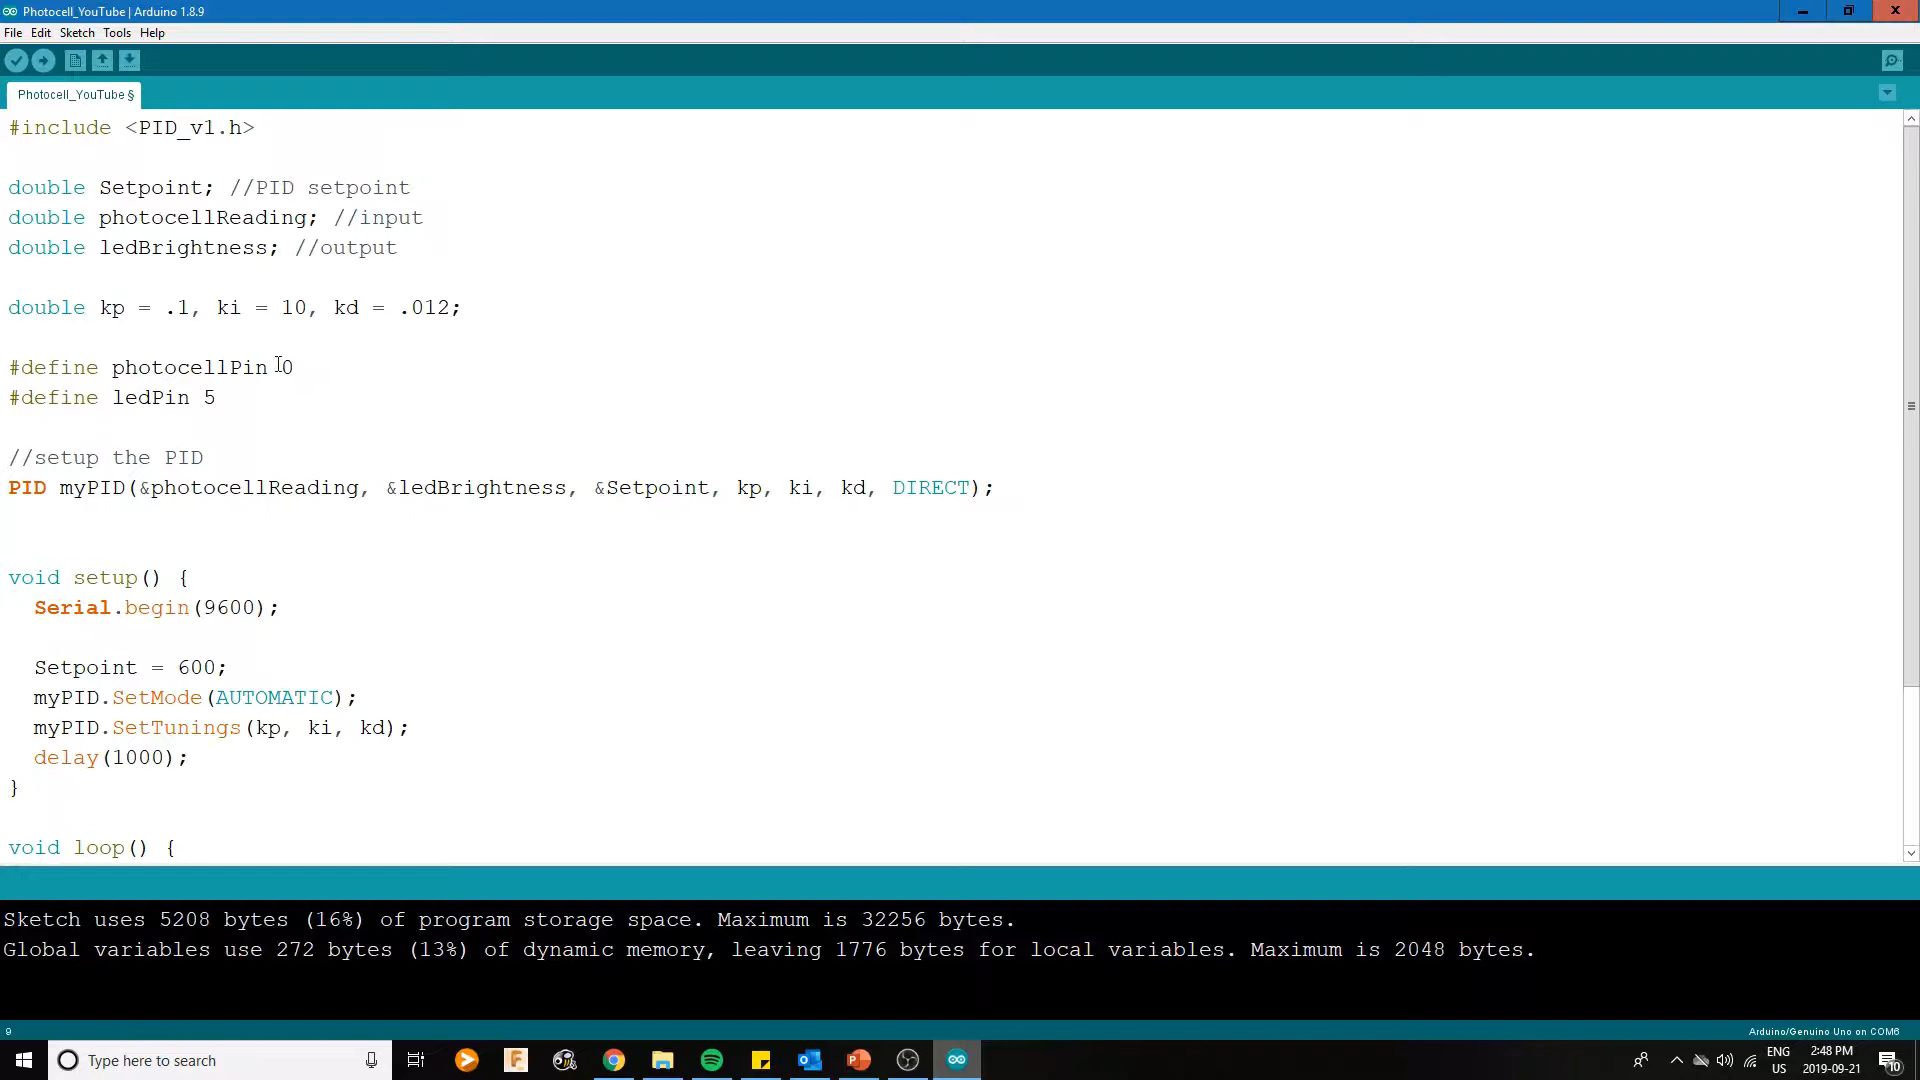 Photocell_YouTube | Arduino 1.8.9
File Edit Sketch Tools Help
Photocell_YouTube §
#include <PID_v1.h>
double Setpoint; //PID setpoint
double photocellReading; //input
double ledBrightness; //output
double kp = .1, ki = 10, kd = .012;
#define photocellPin 0
#define ledPin 5
//setup the PID
PID myPID(&photocellReading, &ledBrightness, &Setpoint, kp, ki, kd, DIRECT);
void setup() {
Serial.begin(9600);
Setpoint = 600;
myPID.SetMode(AUTOMATIC);
myPID.SetTunings(kp, ki, kd);
delay(1000);
}
void loop() {
Sketch uses 5208 bytes (16%) of program storage space. Maximum is 32256 bytes.
Global variables use 272 bytes (13%) of dynamic memory, leaving 1776 bytes for local variables. Maximum is 2048 bytes.
9
Arduino/Genuino Uno on COM6
Type here to search
ENG
US
2:48 PM
2019-09-21
10